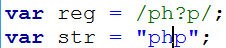 var reg = /ph?p/;
var str = "php";